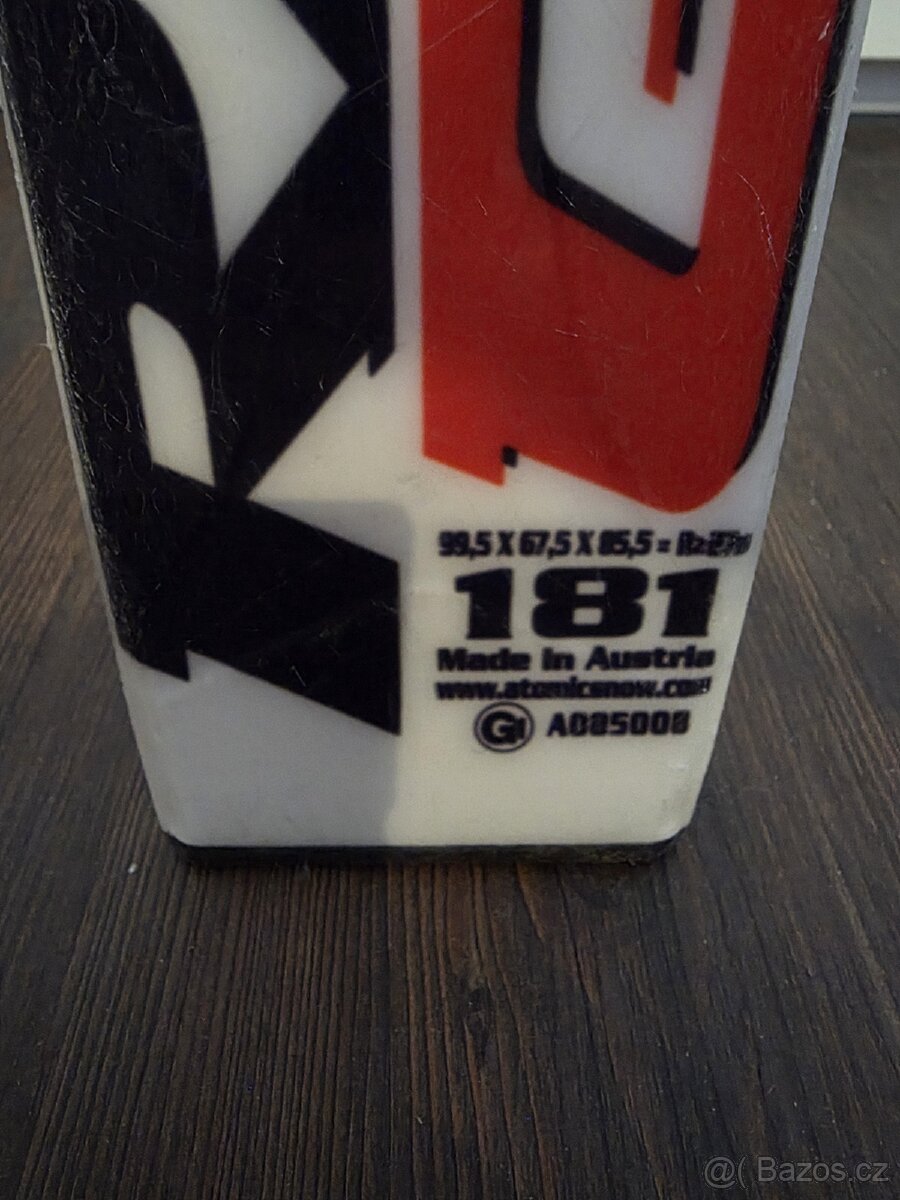 99,5 X 67,5 X 85,5 =
181
Made in Austria
www.atomicsnow.com
G A085008
@( Bazos.cz